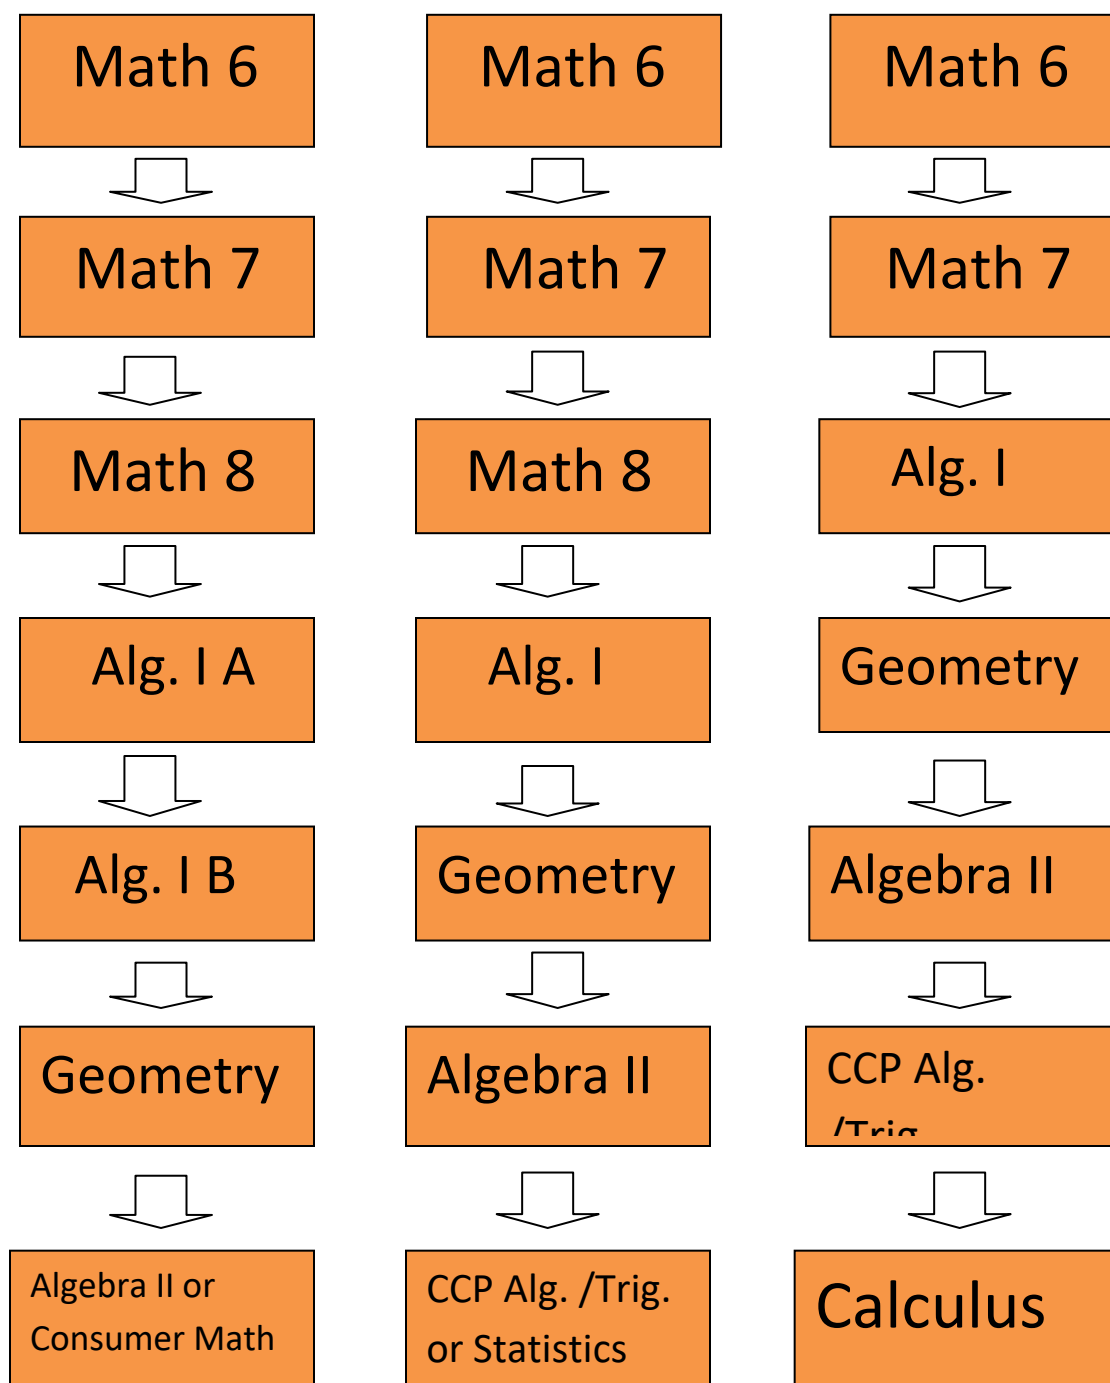 Math 6
Math 6
Math 6
Math 7
Math 7
Math 7
Math 8
Math 8
Alg. I
Alg. I A
Alg. I
Geometry
Alg. I B
Geometry
Algebra II
Geometry
Algebra II
CCP Alg.
/Trig
Algebra II or
Consumer Math
CCP Alg. /Trig.
or Statistics
Calculus